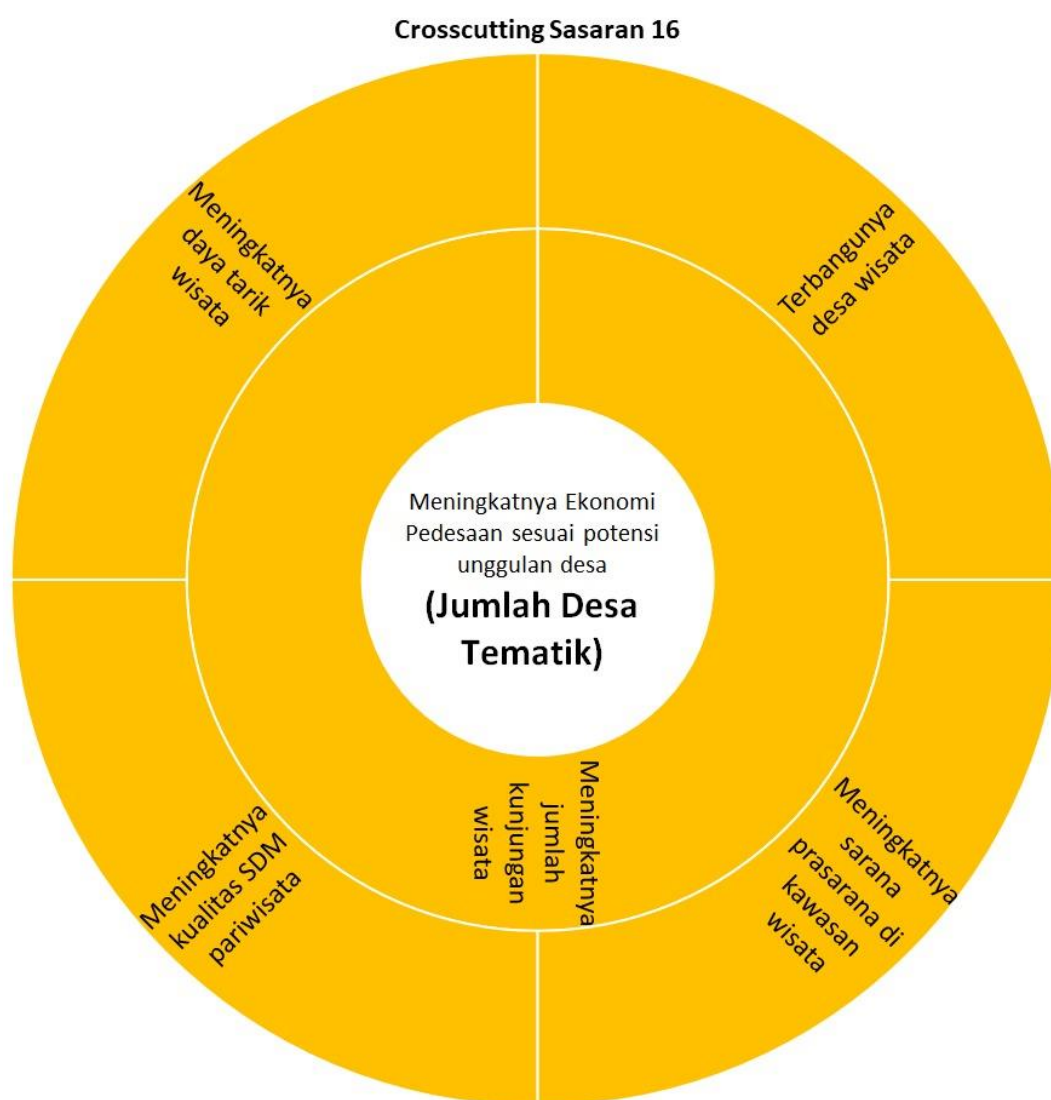 Crosscutting Sasaran 16
Meningkatnya
daya tarik
wisata
Terbangunya
desa wisata
Meningkatnya Ekonomi
Pedesaan sesuai potensi
unggulan desa
(Jumlah Desa
Tematik)
Meningkatnya
jumlah
kunjungan
wisata
Meningkatnya
kualitas SDM
pariwisata
Meningkatnya
sarana
prasarana di
kawasan
wisata